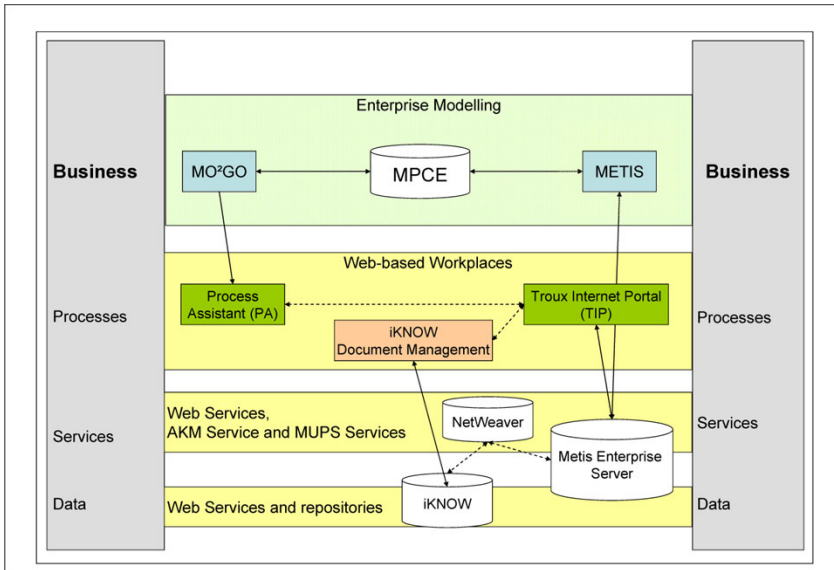 Enterprise Modelling
Business
MO²GO
MPCE
METIS
Business
Web-based Workplaces
Processes
Process
Assistant (PA)
Troux Internet Portal
(TIP)
Processes
iKNOW
Document Management
Services
Web Services,
AKM Service and MUPS Services
NetWeaver
Metis Enterprise
Server
Services
Data
Web Services and repositories
iKNOW
Data